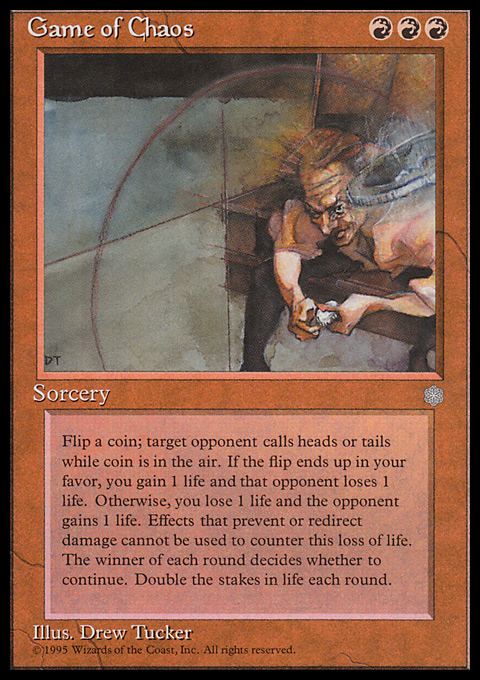 Game of Chaos
DT
Sorcery
Flip a coin; target opponent calls heads or tails
while coin is in the air. If the flip ends up in your
favor, you gain 1 life and that opponent loses 1
life. Otherwise, you lose 1 life and the opponent
gains 1 life. Effects that prevent or redirect
damage cannot be used to counter this loss of life.
The winner of each round decides whether to
continue. Double the stakes in life each round.
Illus. Drew Tucker
©1995 Wizards of the Coast, Inc. All rights reserved.